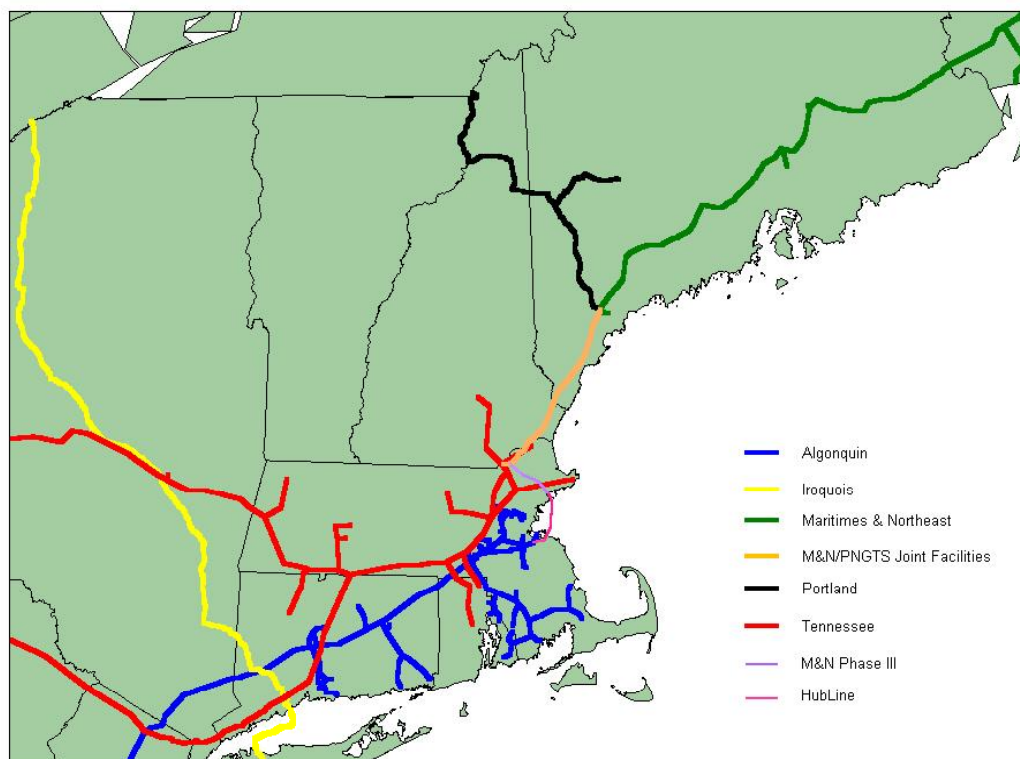 Algonquin
Iroquois
Maritimes & Northeast
M&N/PNGTS Joint Facilities
Portland
Tennessee
M&N Phase III
HubLine